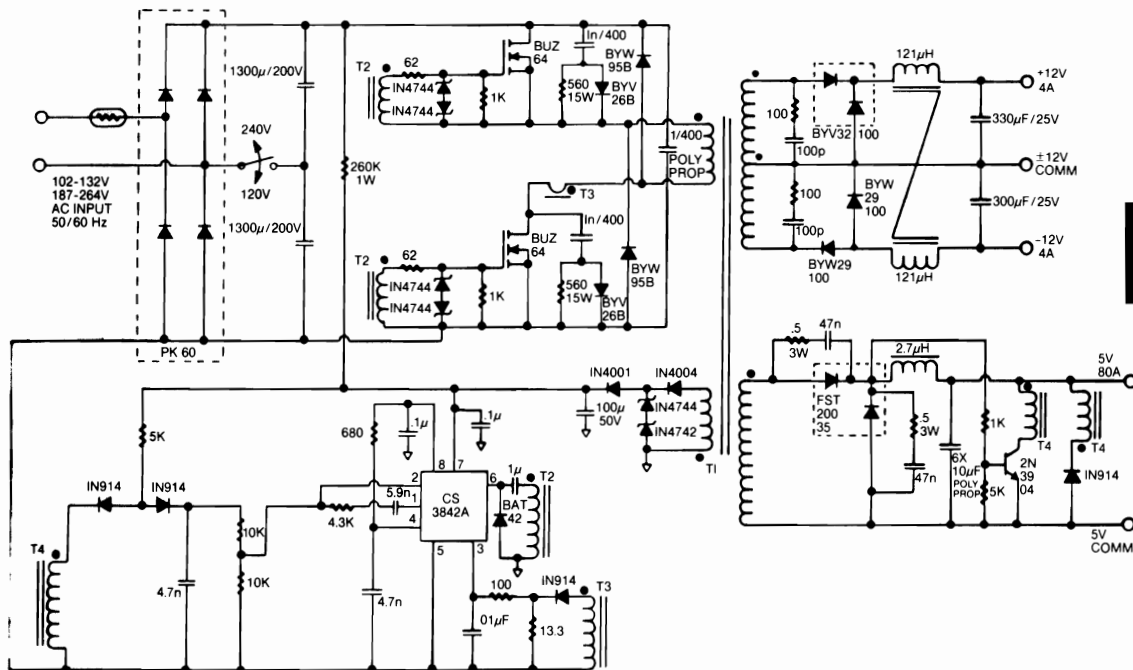 102-132V
187-264V
AC INPUT
50/60 Hz
PK 60
1300µ/200V
240V
120V
1300µ/200V
260K
1W
T2
62
IN4744
IN4744
1K
BUZ
64
In/400
560
15W
BYV
26B
BYW
95B
1/400
POLY
PROP
T3
T2
62
IN4744
IN4744
1K
BUZ
64
In/400
560
15W
BYV
26B
BYW
95B
T1
121µH
+12V
4A
100
100p
BYV32
100
330µF/25V
±12V
COMM
100
100p
BYW
29
100
300µF/25V
BYW29
100
121µH
-12V
4A
.5
3W
47n
2.7µH
5V
80A
FST
200
35
.5
3W
47n
6X
10µF
POLY
PROP
1K
5K
T4
2N
39
04
T4
IN914
5V
COMM
IN4001
IN4004
100µ
50V
IN4744
IN4742
5K
680
.1µ
.1µ
8
7
2
1
4
5
3
6
CS
3842A
5.9n
4.3K
1µ
T2
BAT
42
IN914
IN914
T4
4.7n
10K
10K
4.7n
100
iN914
T3
01µF
13.3